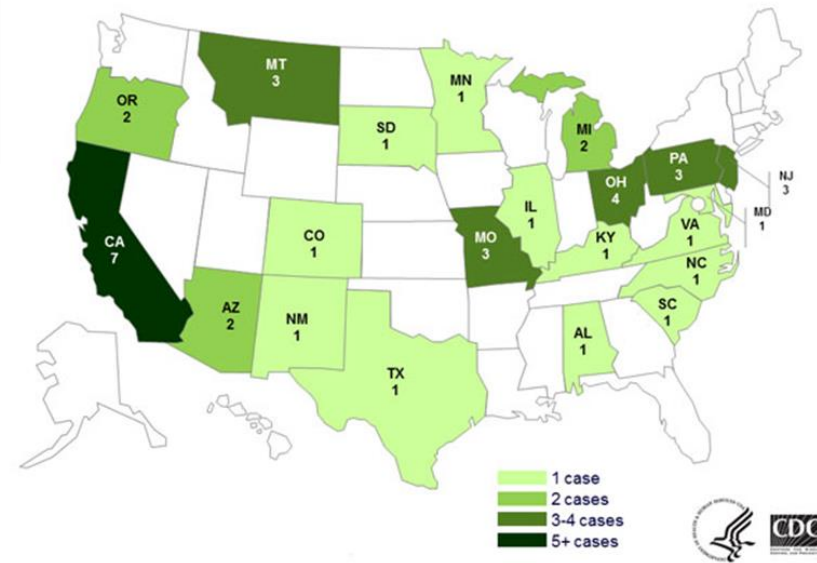 MT
3
MN
1
OR
2
SD
1
MI
2
PA
3
NJ
3
OH
4
MD
1
IL
1
CO
1
CA
7
MO
3
KY
1
VA
1
NC
1
AZ
2
NM
1
SC
1
AL
1
TX
1
1 case
2 cases
3-4 cases
5+ cases
CDC